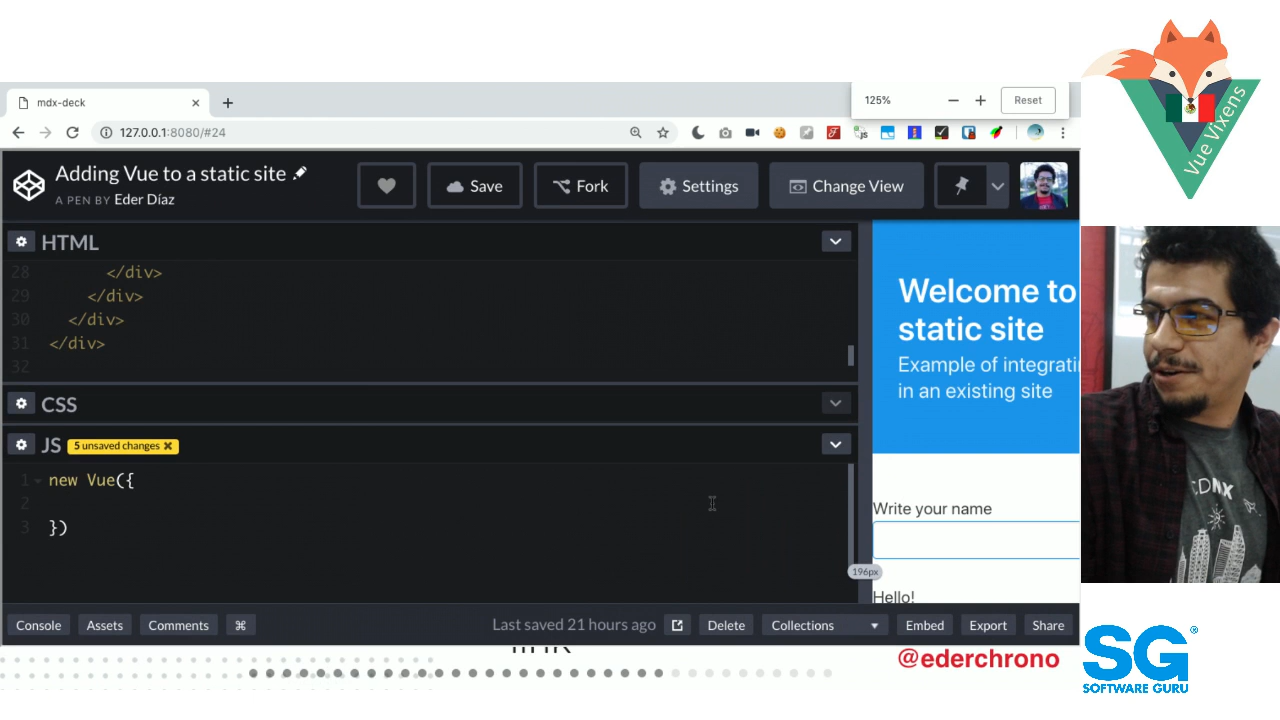 mdx-deck
125%
Reset
127.0.0.1:8080/#24
Adding Vue to a static site
A PEN BY Eder Díaz
Save
Fork
Settings
Change View
HTML
28 </div>
29 </div>
30 </div>
31 </div>
32
CSS
JS 5 unsaved changes
1 new Vue({
2
3 })
Welcome to
static site
Example of integrati
in an existing site
Write your name
196px
Hello!
Console
Assets
Comments
⌘
Last saved 21 hours ago
Delete
Collections
Embed
Export
Share
@ederchrono
Vue Vixens
SG®
SOFTWARE GURU